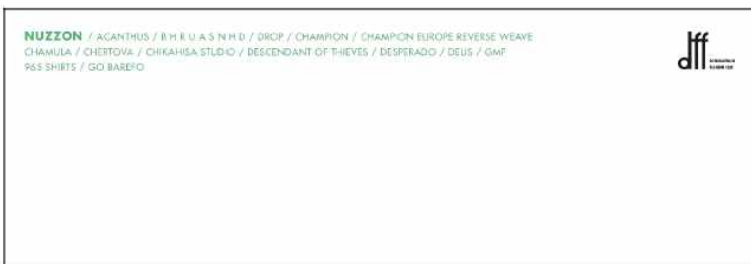 NUZZON / ACANTHUS / B H R U A S N H D / DROP / CHAMPION / CHAMPION EUROPE REVERSE WEAVE
CHAMULA / CHERTOVA / CHIKAHISA STUDIO / DESCENDANT OF THIEVES / DESPERADO / DEUS / GMF
965 SHIRTS / GO BAREFO
dff